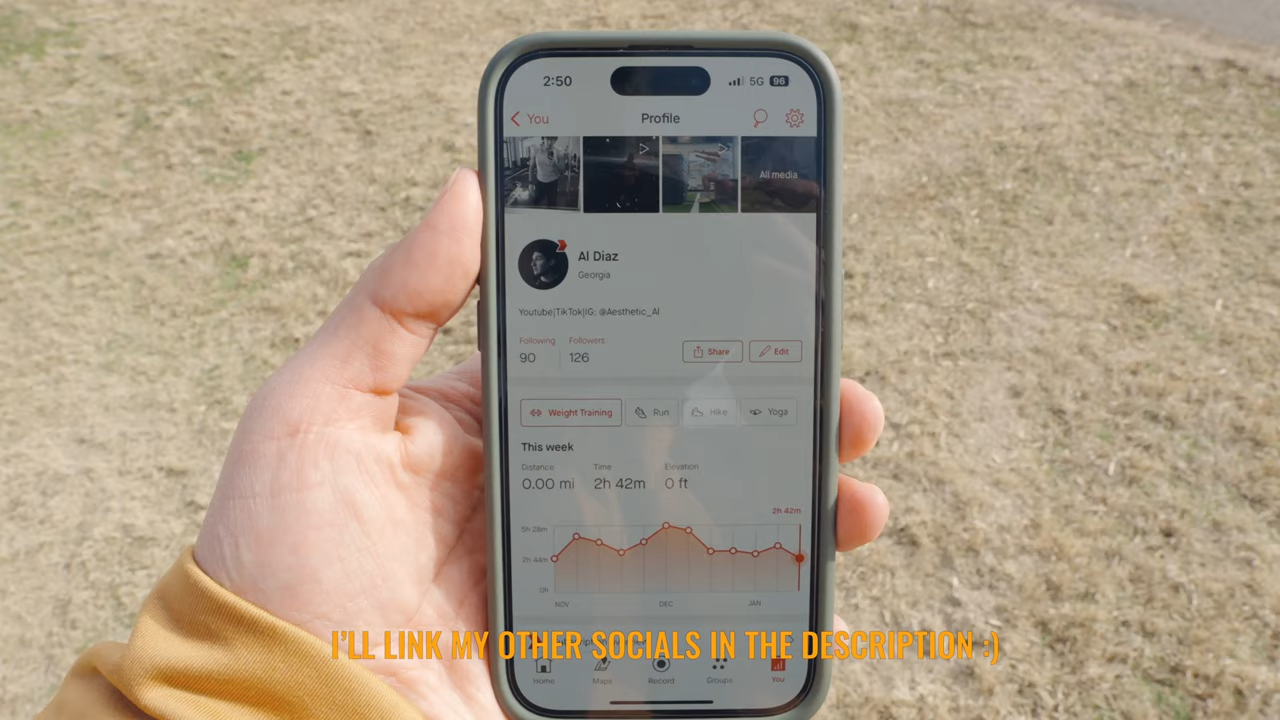 2:50 5G 96
You Profile
All media
Al Diaz
Georgia
Youtube|TikTok|IG: @Aesthetic_Al
Following Followers
90 126 Share Edit
Weight Training Run Hike Yoga
This week
Distance Time Elevation
0.00 mi 2h 42m 0 ft
2h 42m
5h 28m
2h 44m
0h
NOV DEC JAN
I'LL LINK MY OTHER SOCIALS IN THE DESCRIPTION :)
Home Maps Record Groups You